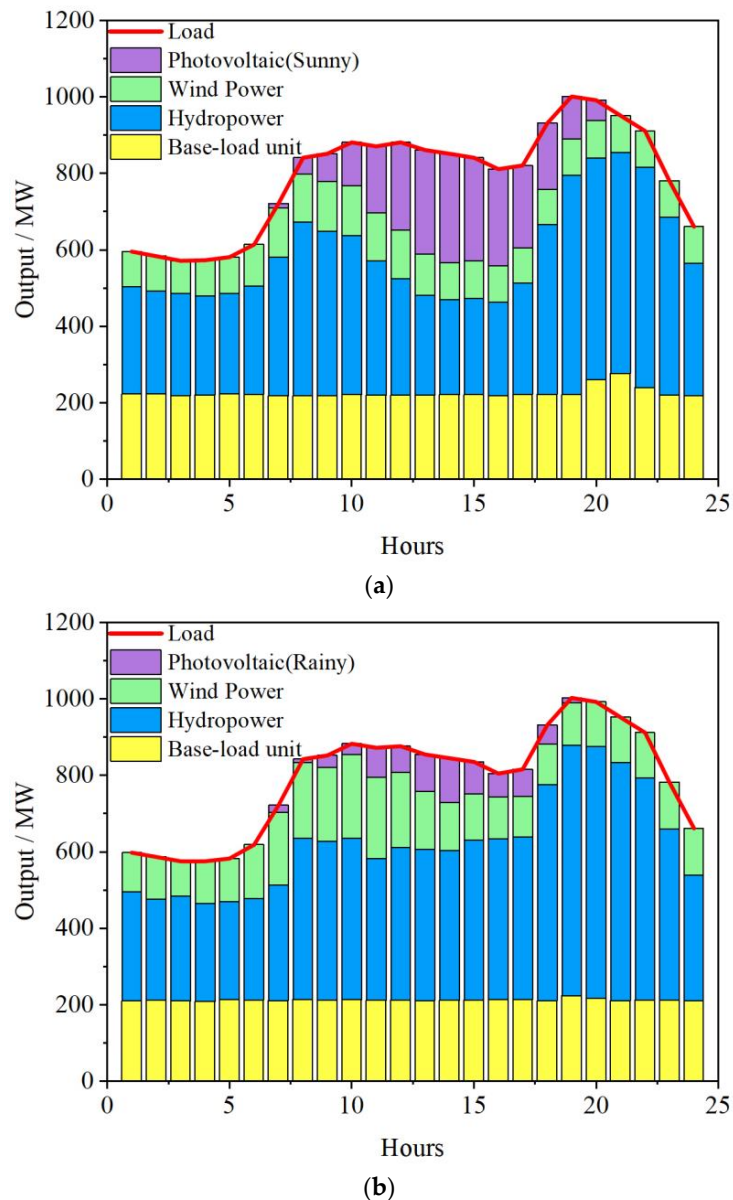 1200
1000
800
600
400
200
0
Output / MW
Load
Photovoltaic(Sunny)
Wind Power
Hydropower
Base-load unit
0 5 10 15 20 25
Hours
(a)
1200
1000
800
600
400
200
0
Output / MW
Load
Photovoltaic(Rainy)
Wind Power
Hydropower
Base-load unit
0 5 10 15 20 25
Hours
(b)